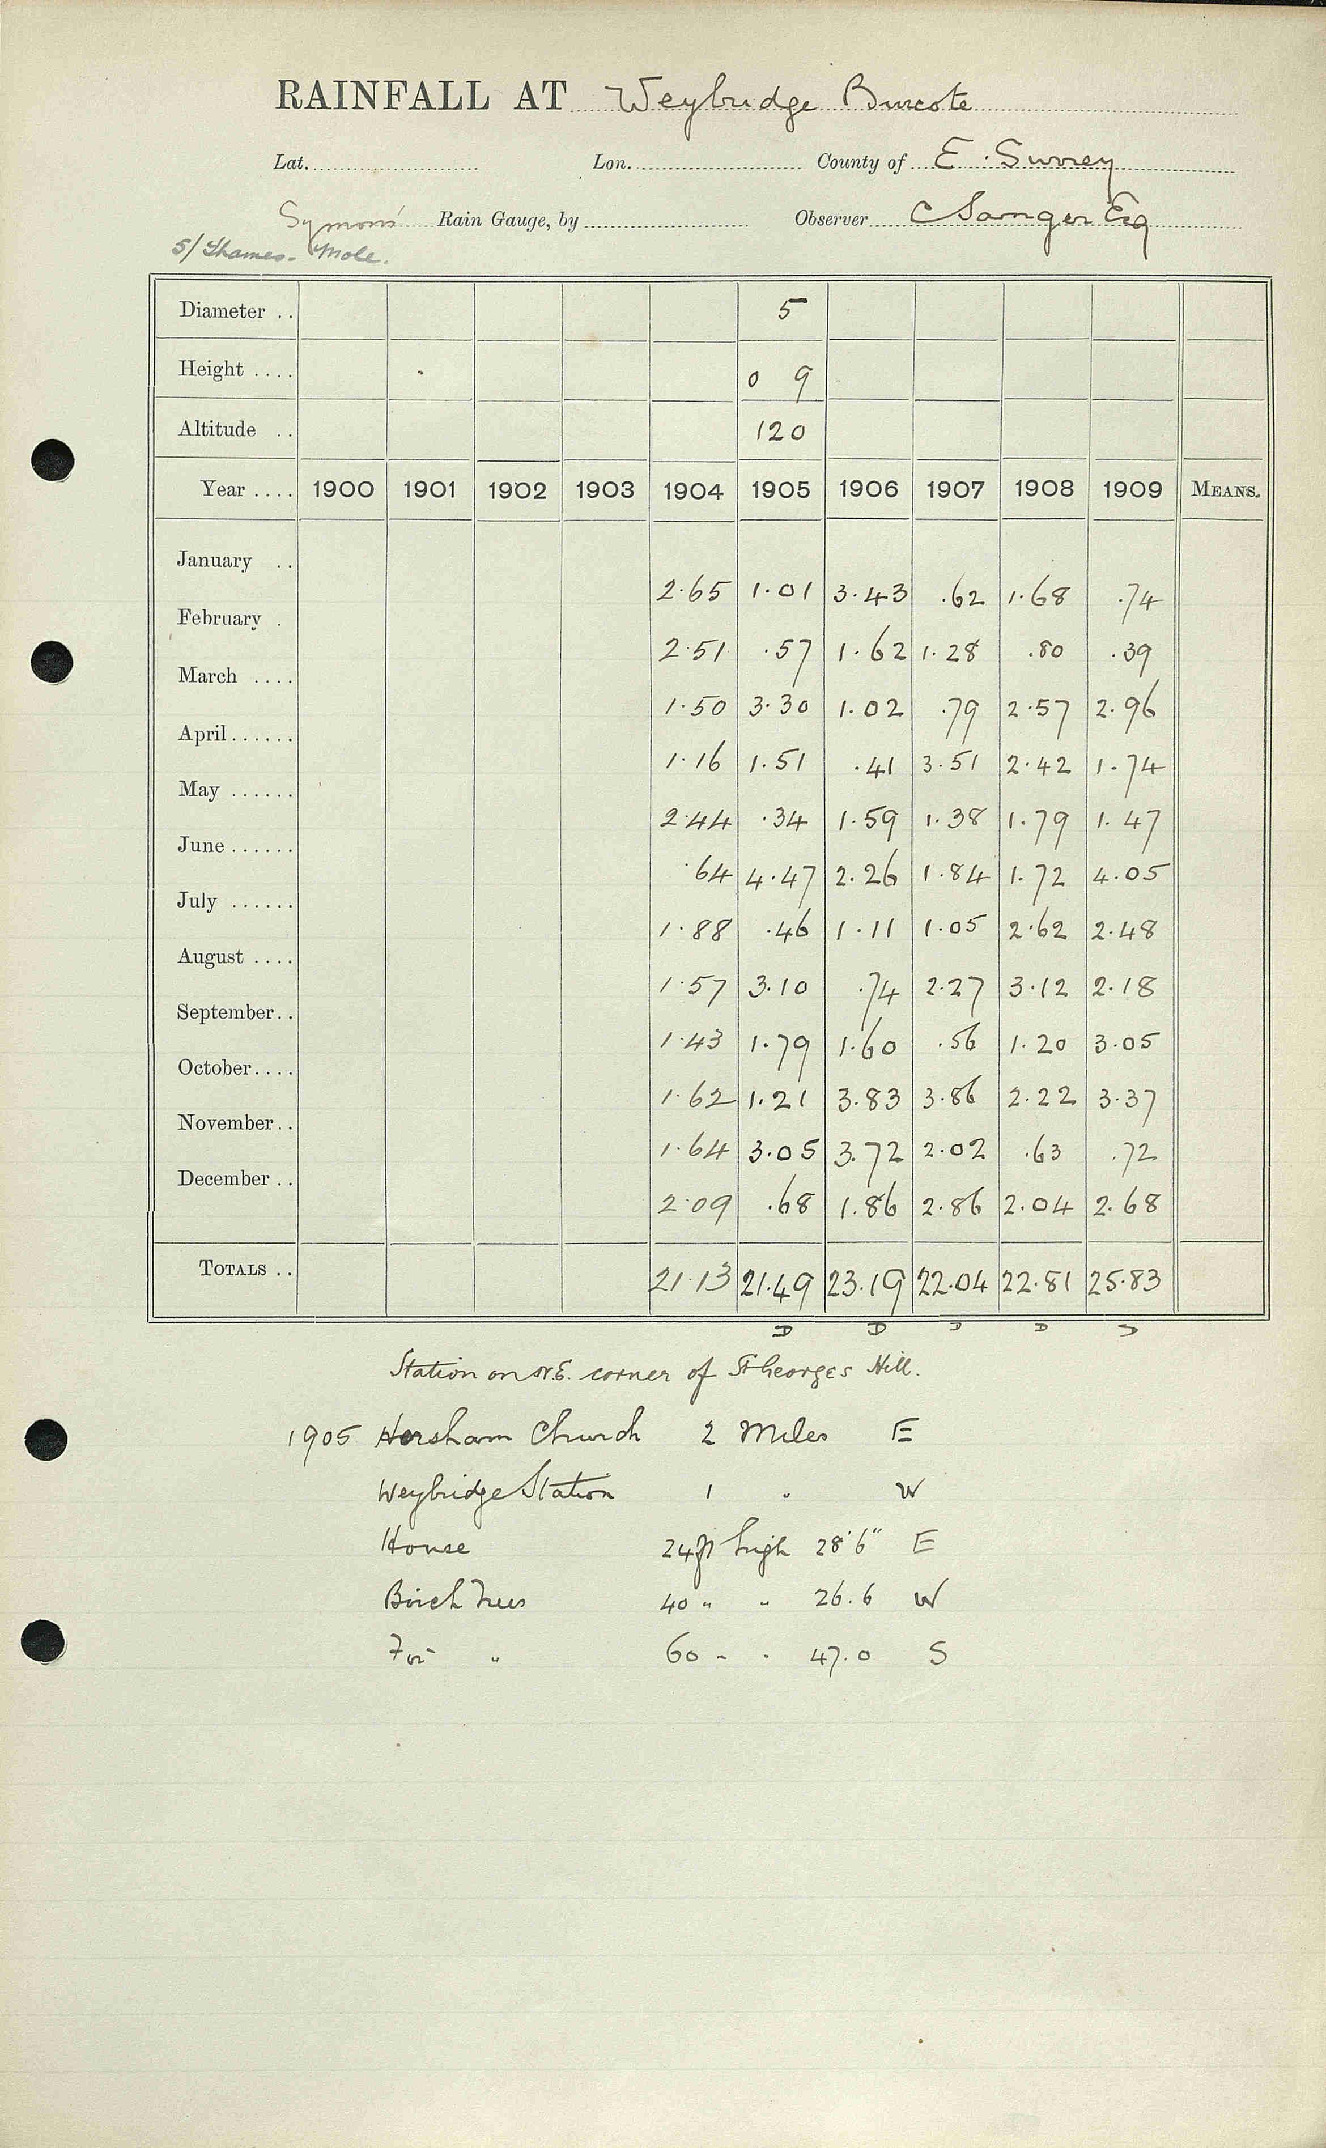 RAINFALL AT Weybridge Burcote
Lat. Lon. County of E. Surrey
Symons' Rain Gauge, by Observer C Sanger Esq
5/ Thames - Mole.
Diameter .. 5
Height .... 0 9
Altitude .. 120
Year .... 1900 1901 1902 1903 1904 1905 1906 1907 1908 1909 MEANS.
January .. 2.65 1.01 3.43 .62 1.68 .74
February . 2.51 .57 1.62 1.28 .80 .39
March .... 1.50 3.30 1.02 .79 2.57 2.96
April...... 1.16 1.51 .41 3.51 2.42 1.74
May ...... 2.44 .34 1.59 1.38 1.79 1.47
June...... .64 4.47 2.26 1.84 1.72 4.05
July ...... 1.88 .46 1.11 1.05 2.62 2.48
August .... 1.57 3.10 .74 2.27 3.12 2.18
September.. 1.43 1.79 1.60 .56 1.20 3.05
October.... 1.62 1.21 3.83 3.86 2.22 3.37
November.. 1.64 3.05 3.72 2.02 .63 .72
December .. 2.09 .68 1.86 2.86 2.04 2.68
TOTALS .. 21.13 21.49 23.19 22.04 22.81 25.83
Station on N.E. corner of St Georges Hill.
1905 Hersham Church 2 Miles E
Weybridge Station 1 " W
House 24 ft high 28' 6" E
Birch Trees 40 " " 26.6 W
Fir " 60 " " 47.0 S